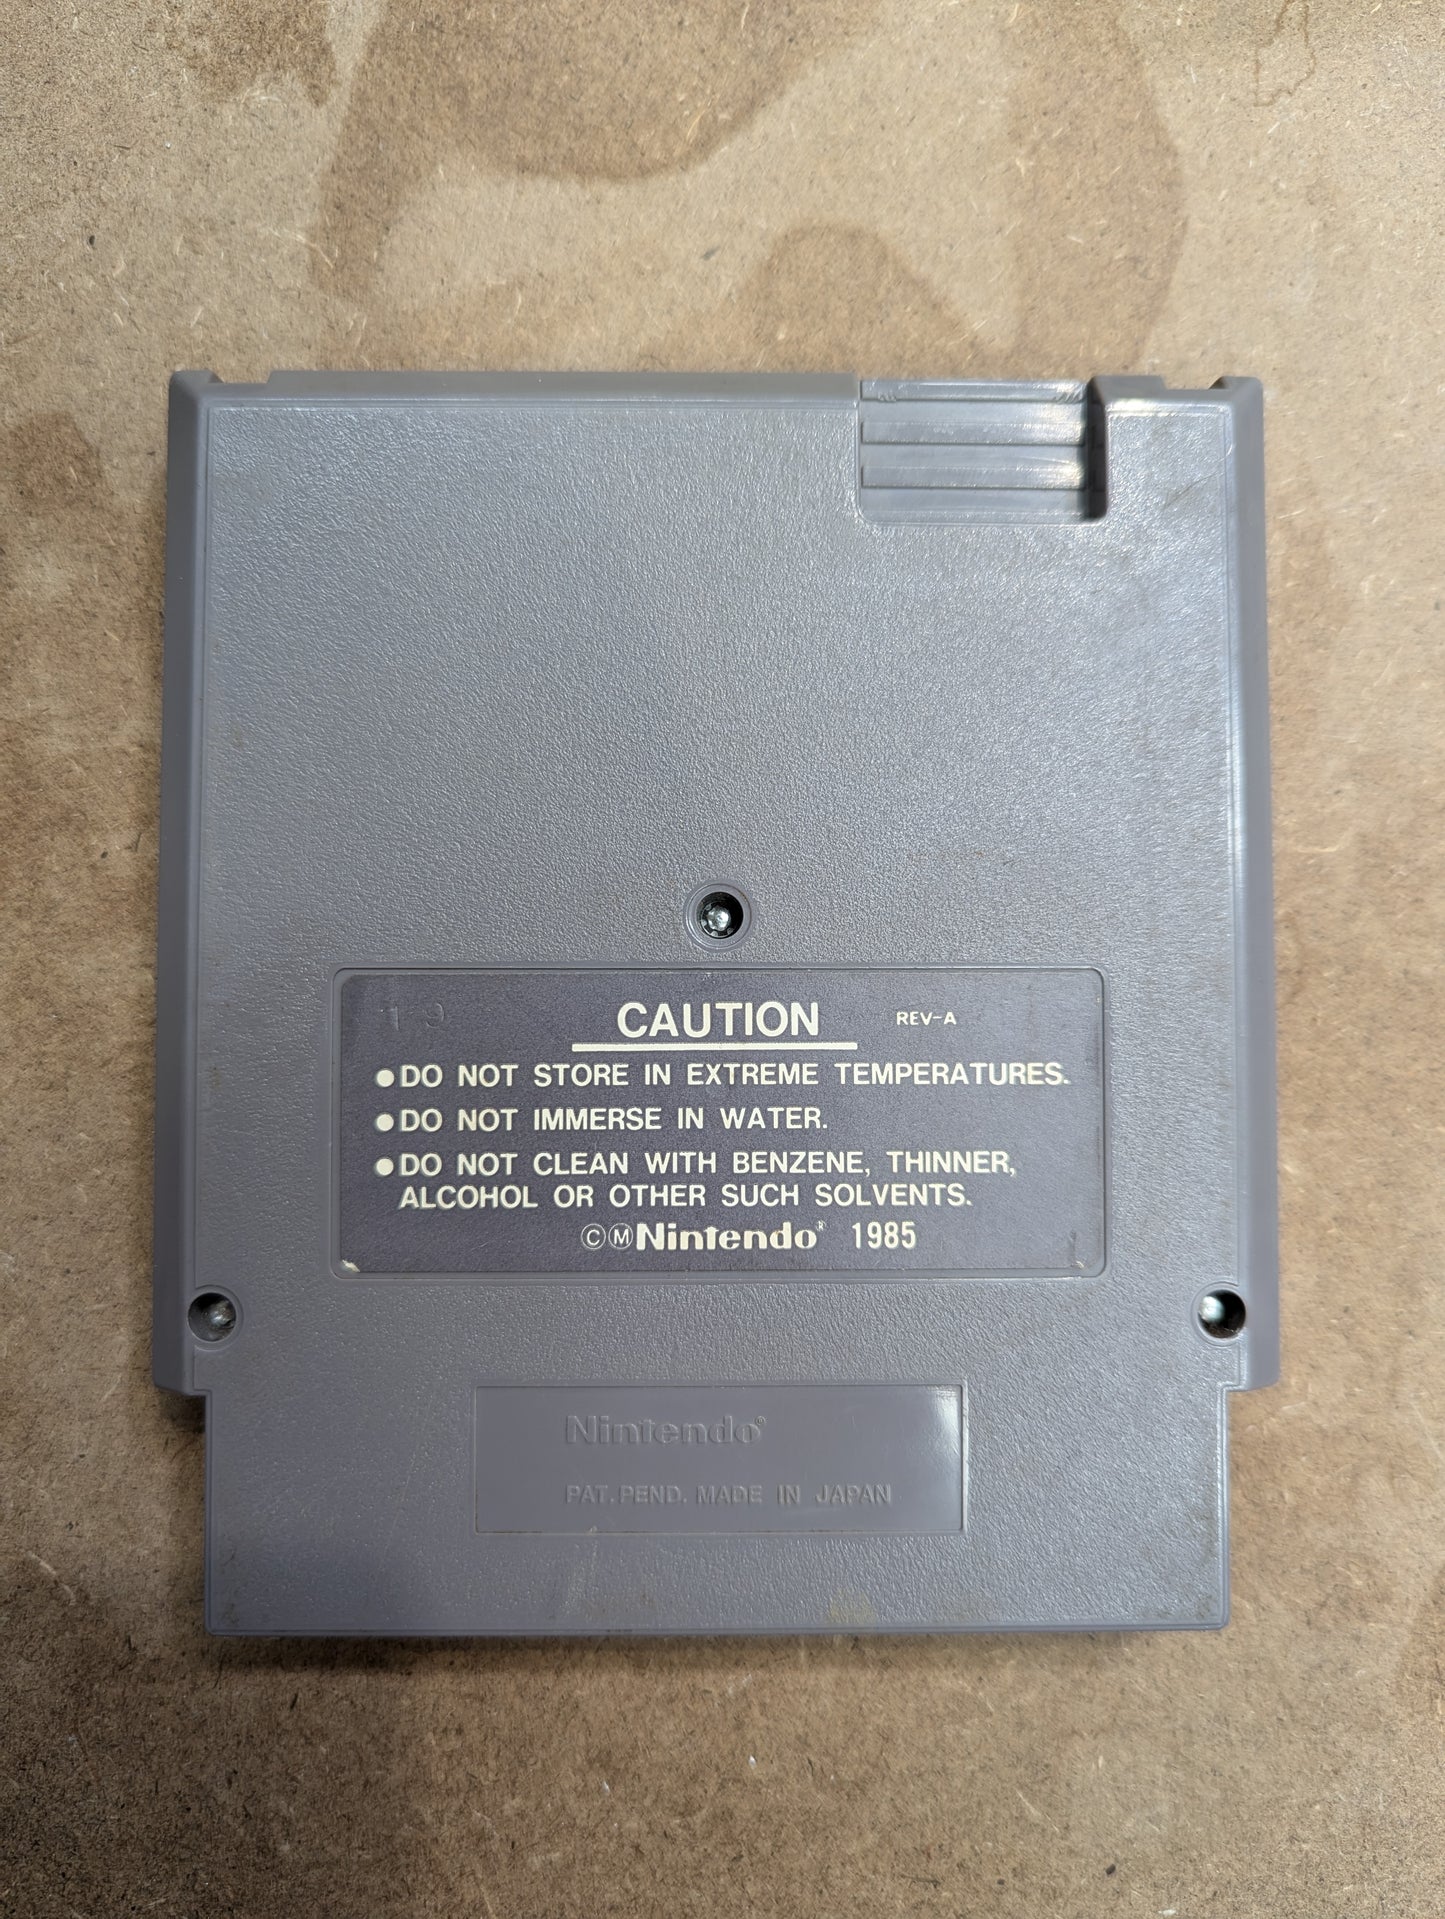 CAUTION REV-A
●DO NOT STORE IN EXTREME TEMPERATURES.
●DO NOT IMMERSE IN WATER.
●DO NOT CLEAN WITH BENZENE, THINNER,
ALCOHOL OR OTHER SUCH SOLVENTS.
ⒸⓂNintendo® 1985
Nintendo®
PAT. PEND. MADE IN JAPAN